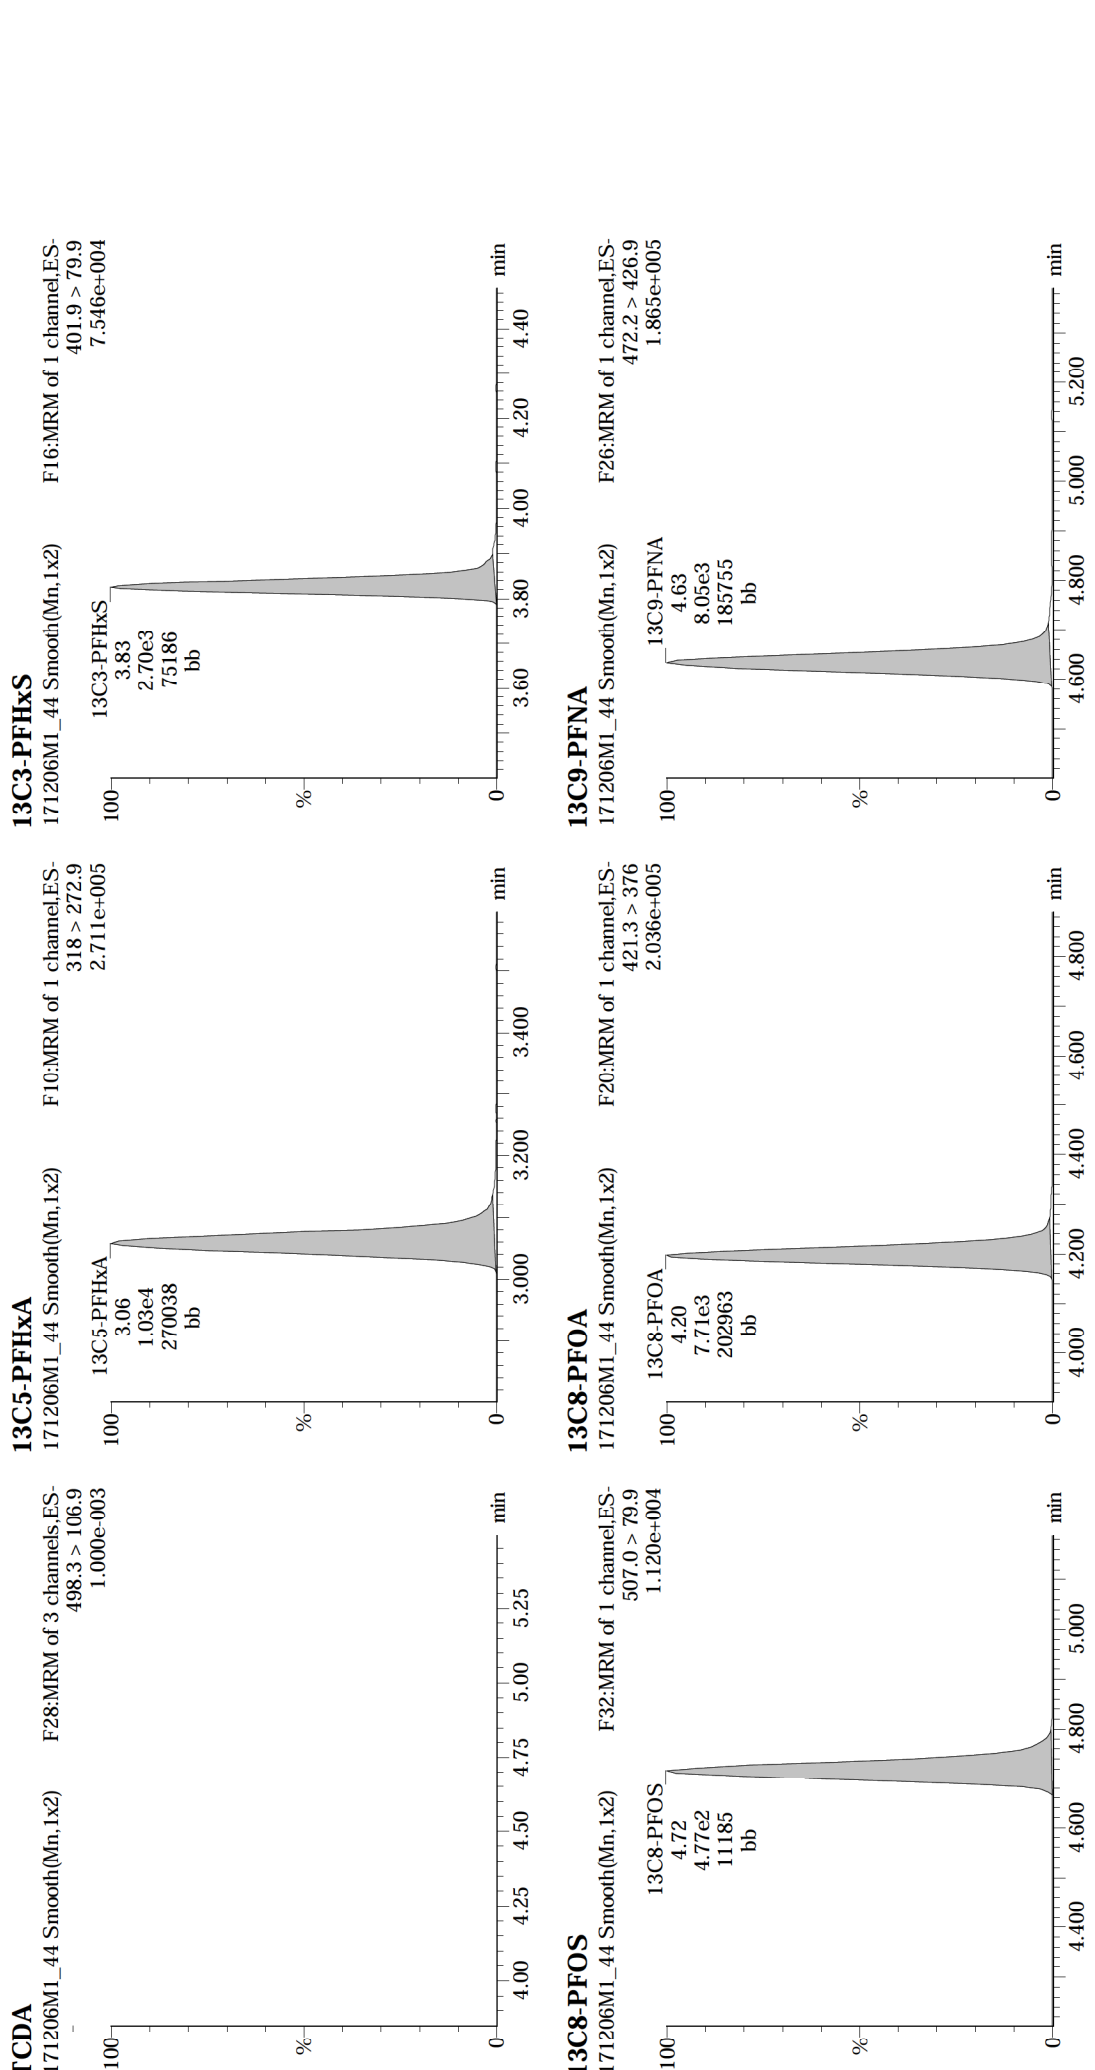 TCDA
171206M1_44 Smooth(Mn,1x2)
F28:MRM of 3 channels,ES-
498.3 > 106.9
1.000e-003
100
%
0
4.00 4.25 4.50 4.75 5.00 5.25
min
13C5-PFHxA
171206M1_44 Smooth(Mn,1x2)
F10:MRM of 1 channel,ES-
318 > 272.9
2.711e+005
13C5-PFHxA
3.06
1.03e4
270038
bb
100
%
0
3.000 3.200 3.400
min
13C3-PFHxS
171206M1_44 Smooth(Mn,1x2)
F16:MRM of 1 channel,ES-
401.9 > 79.9
7.546e+004
13C3-PFHxS
3.83
2.70e3
75186
bb
100
%
0
3.60 3.80 4.00 4.20 4.40
min
13C8-PFOS
171206M1_44 Smooth(Mn,1x2)
F32:MRM of 1 channel,ES-
507.0 > 79.9
1.120e+004
13C8-PFOS
4.72
4.77e2
11185
bb
100
%
0
4.400 4.600 4.800 5.000
min
13C8-PFOA
171206M1_44 Smooth(Mn,1x2)
F20:MRM of 1 channel,ES-
421.3 > 376
2.036e+005
13C8-PFOA
4.20
7.71e3
202963
bb
100
%
0
4.000 4.200 4.400 4.600 4.800
min
13C9-PFNA
171206M1_44 Smooth(Mn,1x2)
F26:MRM of 1 channel,ES-
472.2 > 426.9
1.865e+005
13C9-PFNA
4.63
8.05e3
185755
bb
100
%
0
4.600 4.800 5.000 5.200
min